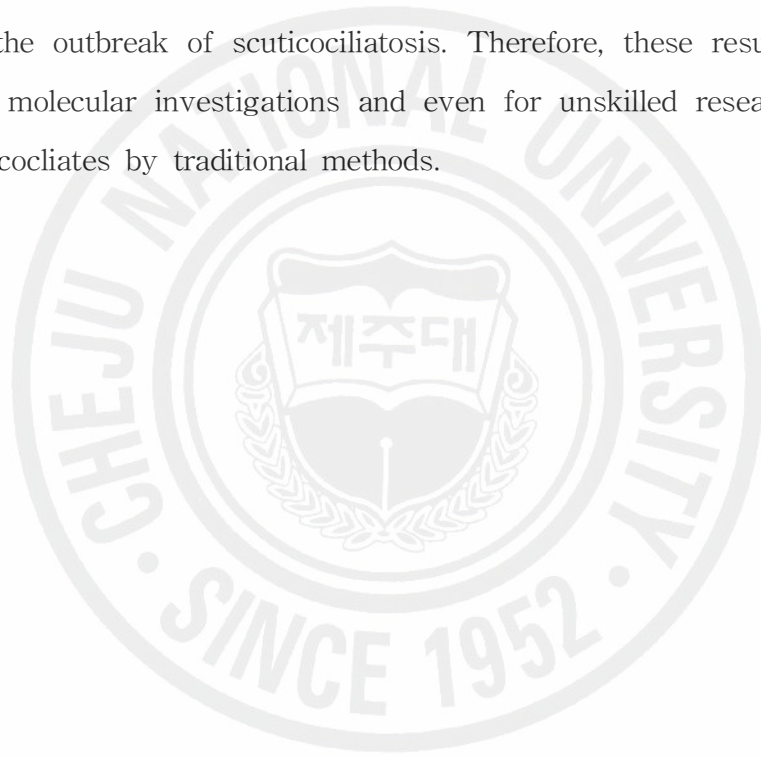 the outbreak of scuticociliatosis. Therefore, these resu
molecular investigations and even for unskilled resea
cocliates by traditional methods.
CHEJU NATIONAL UNIVERSITY
제주대
· SINCE 1952 ·